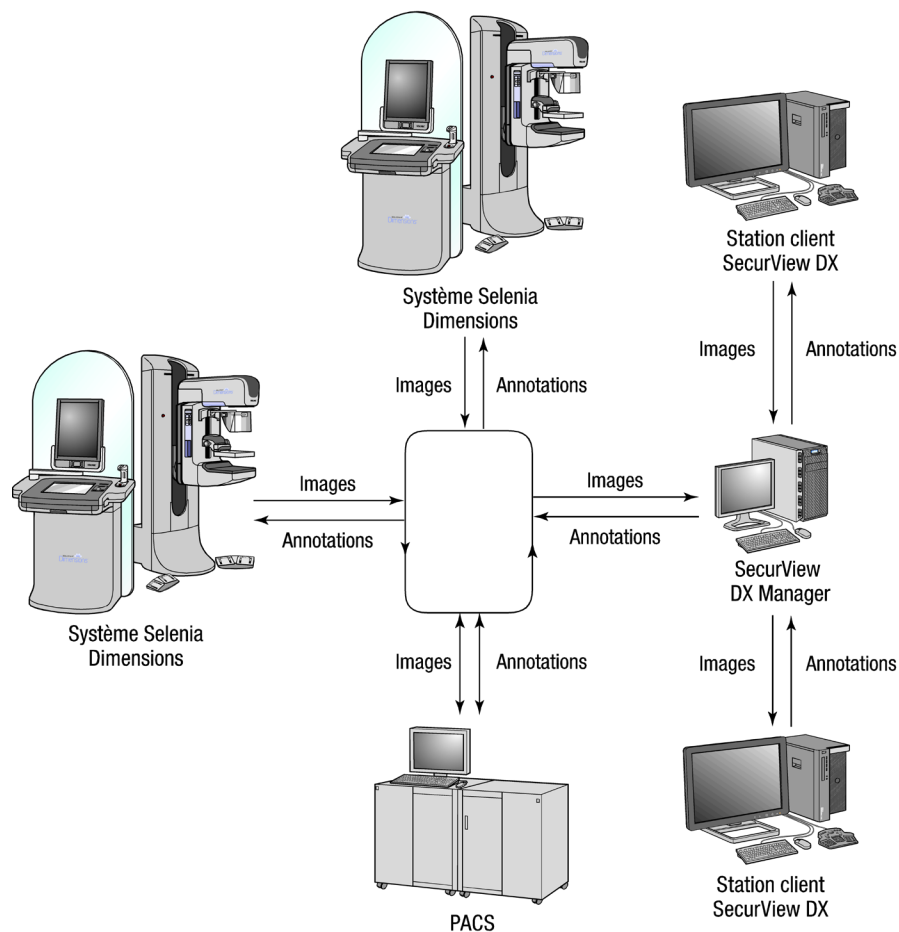 Station client
SecurView DX
Système Selenia
Dimensions
Images
Annotations
Images
Annotations
Images
Annotations
Images
Annotations
SecurView
DX Manager
Système Selenia
Dimensions
Images
Annotations
Images
Annotations
Station client
SecurView DX
PACS